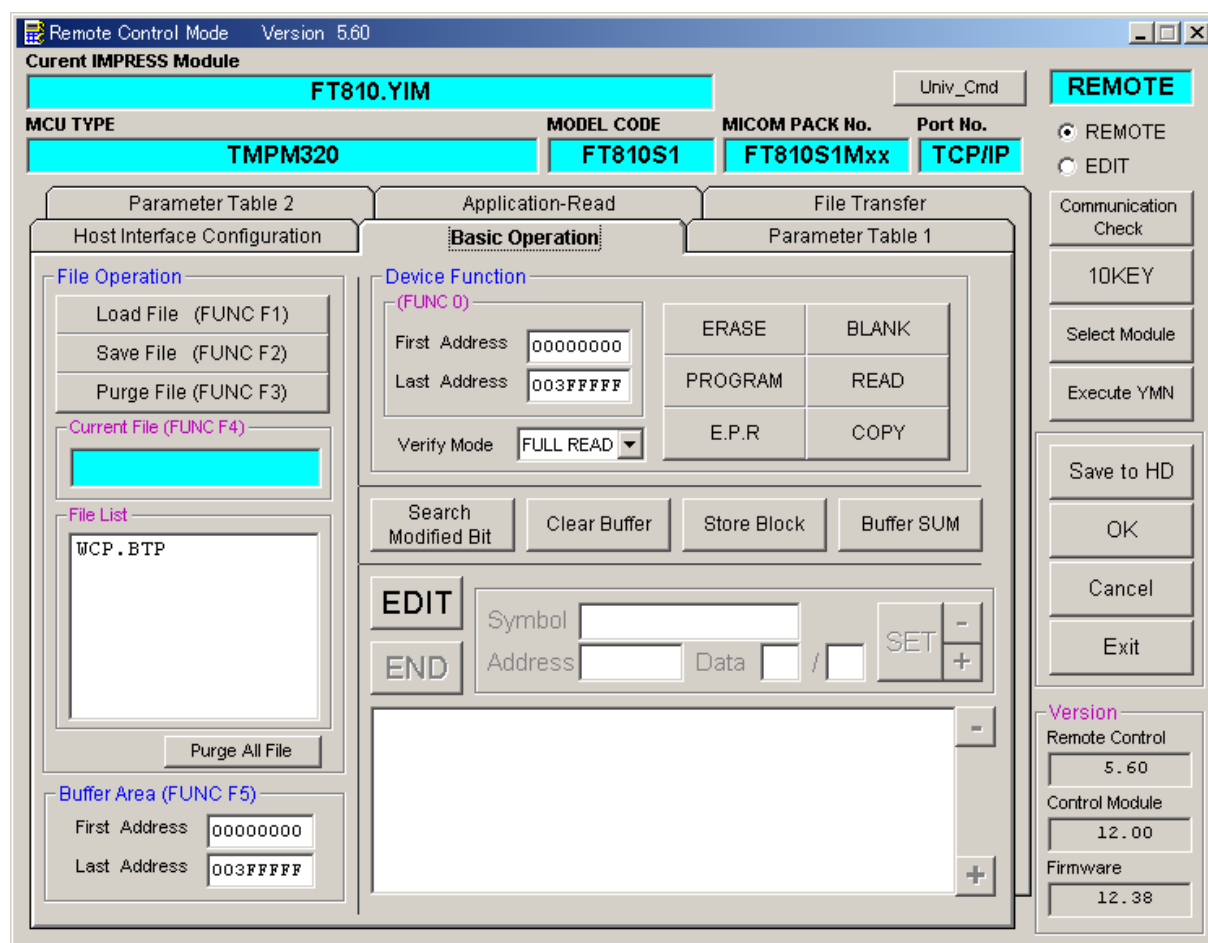 Remote Control Mode Version 5.60
Curent IMPRESS Module
FT810.YIM
Univ_Cmd
REMOTE
MCU TYPE
MODEL CODE
MICOM PACK No.
Port No.
TMPM320
FT810S1
FT810S1Mxx
TCP/IP
REMOTE
EDIT
Parameter Table 2
Application-Read
File Transfer
Host Interface Configuration
Basic Operation
Parameter Table 1
Communication
Check
10KEY
Select Module
Execute YMN
File Operation
Load File (FUNC F1)
Save File (FUNC F2)
Purge File (FUNC F3)
Current File (FUNC F4)
File List
WCP.BTP
Purge All File
Buffer Area (FUNC F5)
First Address 00000000
Last Address 003FFFFF
Device Function
(FUNC 0)
First Address 00000000
Last Address 003FFFFF
Verify Mode FULL READ
ERASE
BLANK
PROGRAM
READ
E.P.R
COPY
Search
Modified Bit
Clear Buffer
Store Block
Buffer SUM
EDIT
END
Symbol
Address
Data /
SET
-
+
-
+
Save to HD
OK
Cancel
Exit
Version
Remote Control
5.60
Control Module
12.00
Firmware
12.38